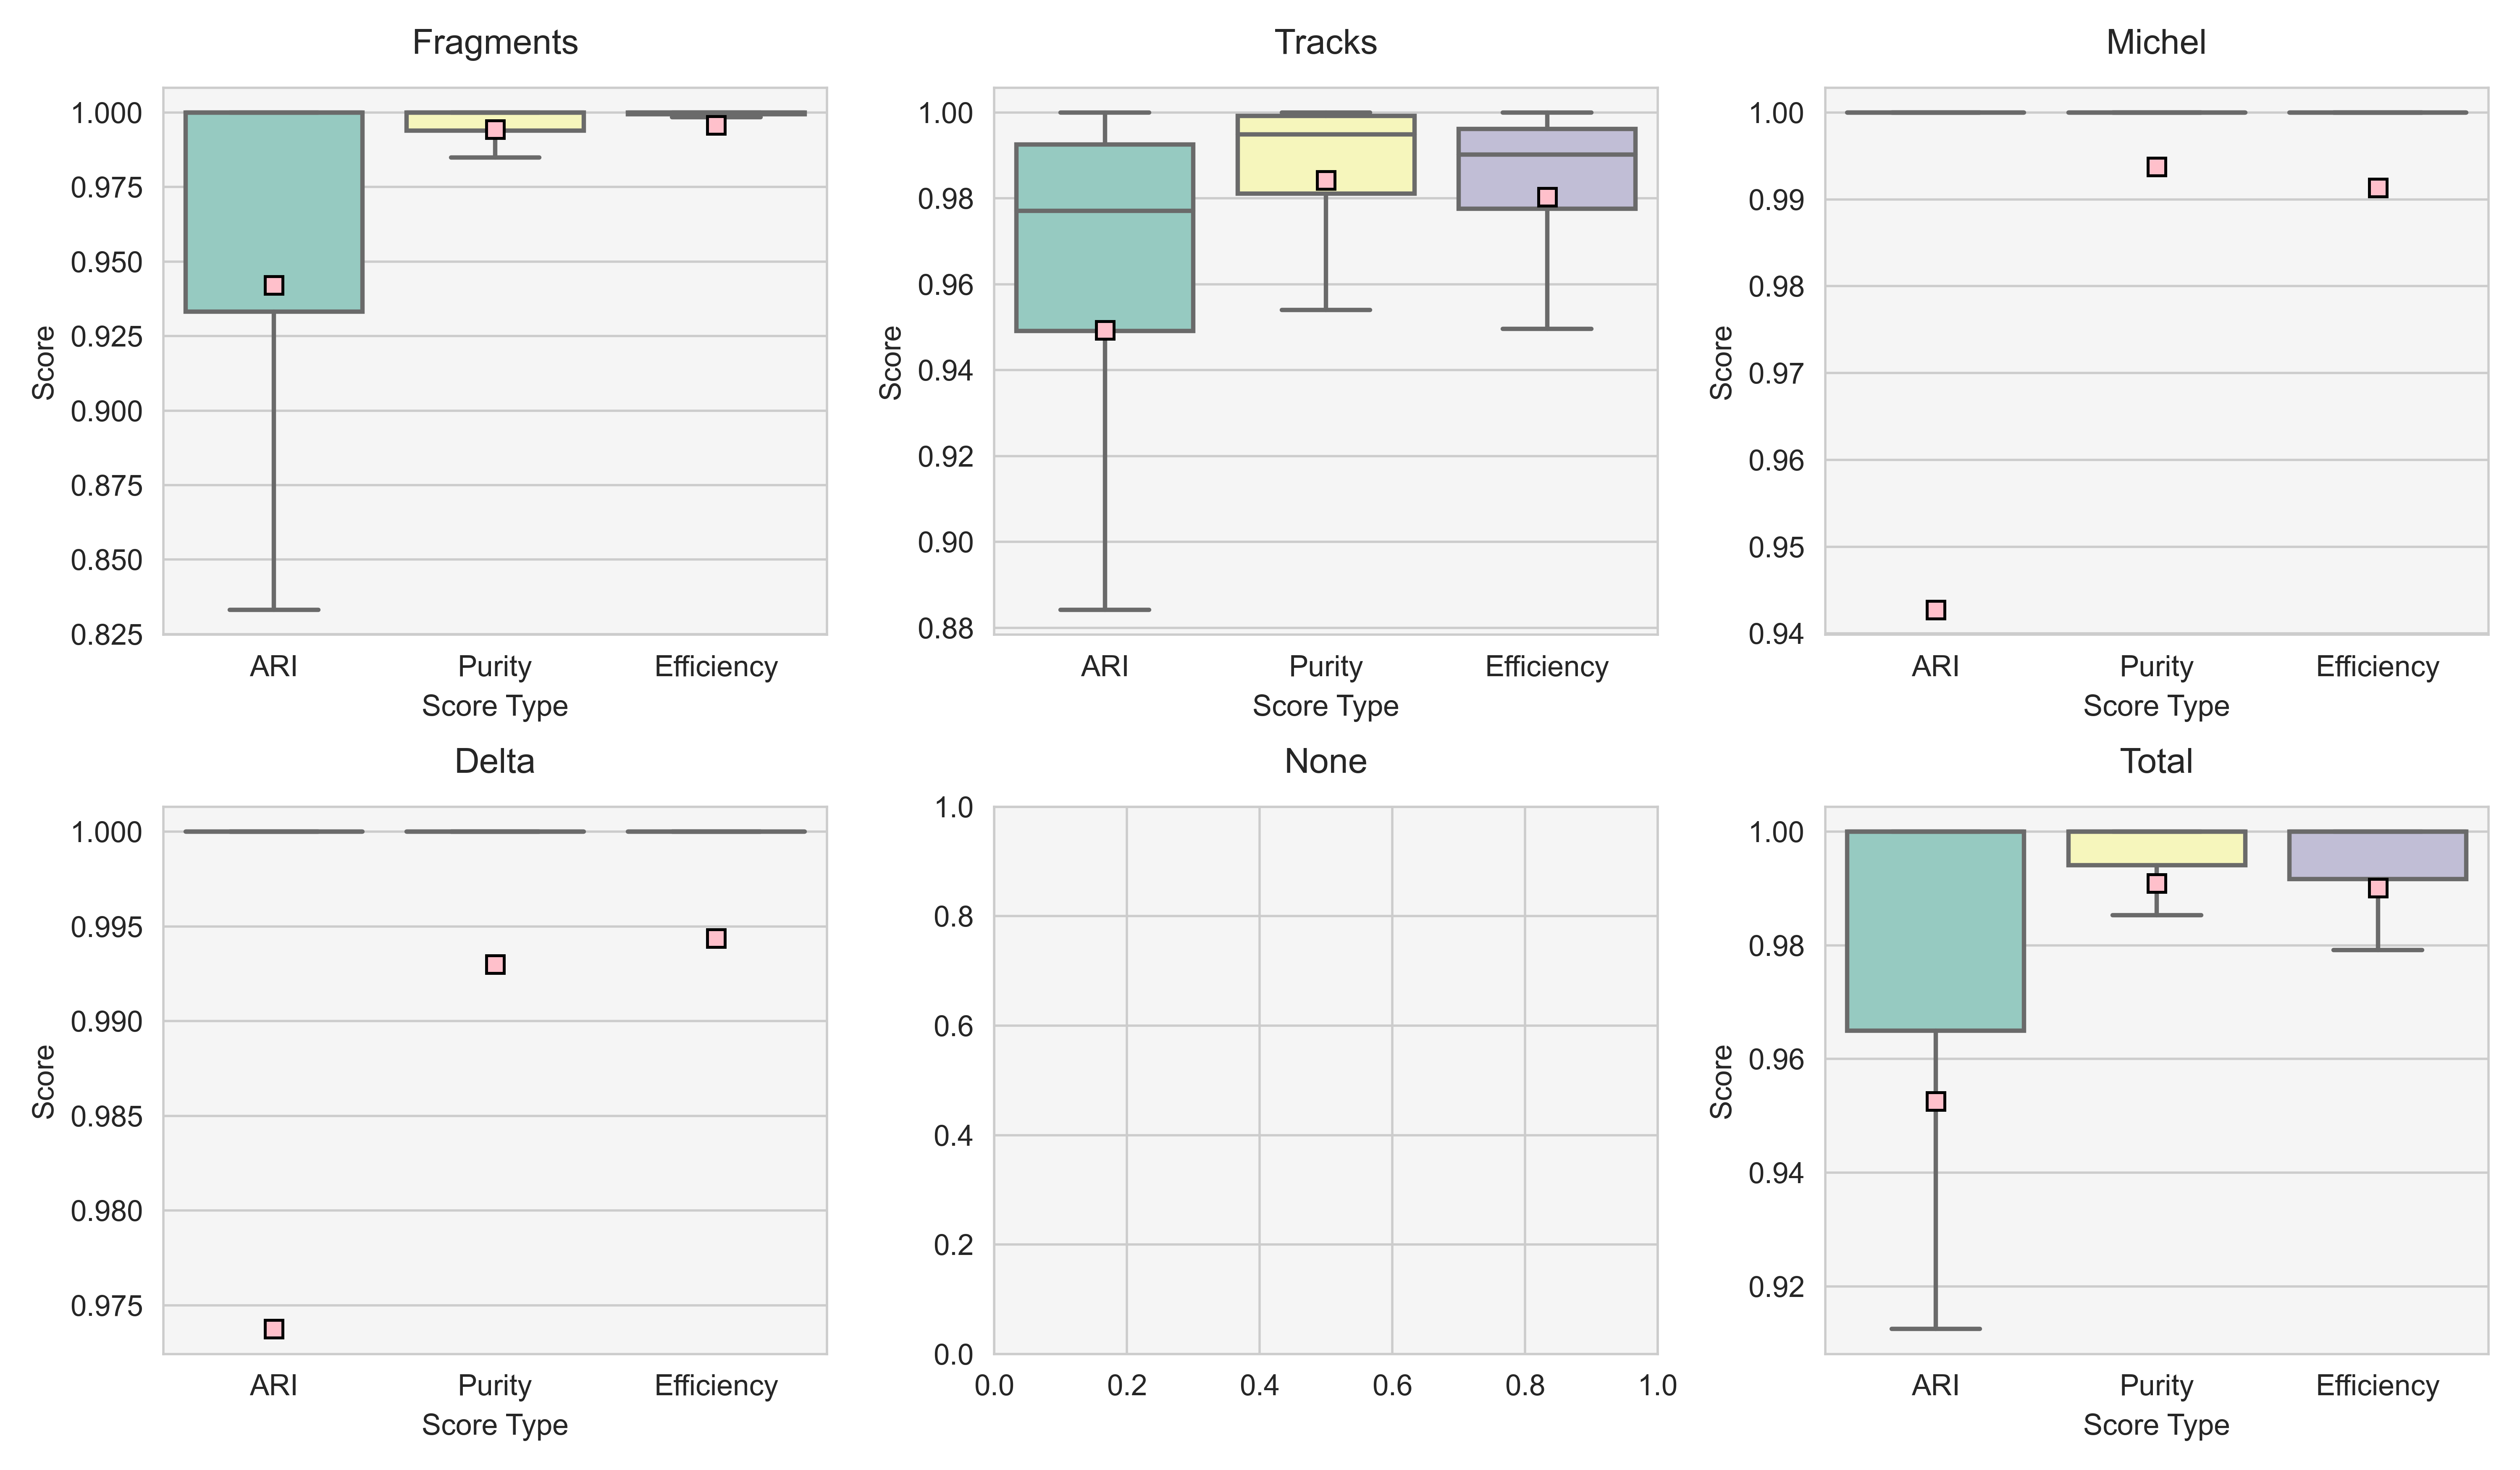 Fragments
1.000
0.975
0.950
0.925
0.900
0.875
0.850
0.825
Score
ARI Purity Efficiency
Score Type
Tracks
1.00
0.98
0.96
0.94
0.92
0.90
0.88
Score
ARI Purity Efficiency
Score Type
Michel
1.00
0.99
0.98
0.97
0.96
0.95
0.94
Score
ARI Purity Efficiency
Score Type
Delta
1.000
0.995
0.990
0.985
0.980
0.975
Score
ARI Purity Efficiency
Score Type
None
1.0
0.8
0.6
0.4
0.2
0.0
0.0 0.2 0.4 0.6 0.8 1.0
Total
1.00
0.98
0.96
0.94
0.92
Score
ARI Purity Efficiency
Score Type